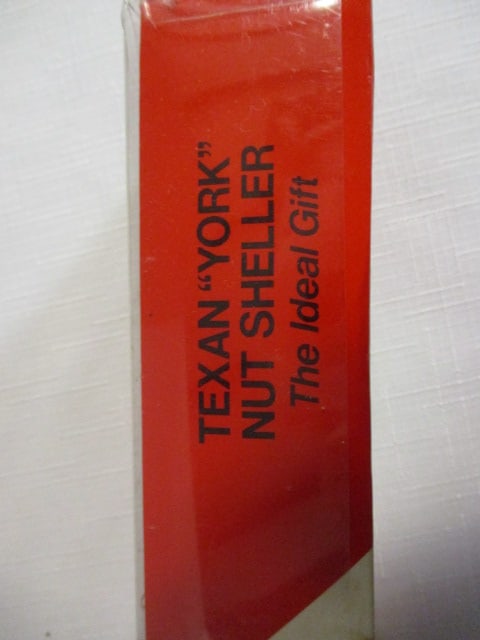 TEXAN “YORK”
NUT SHELLER
The Ideal Gift